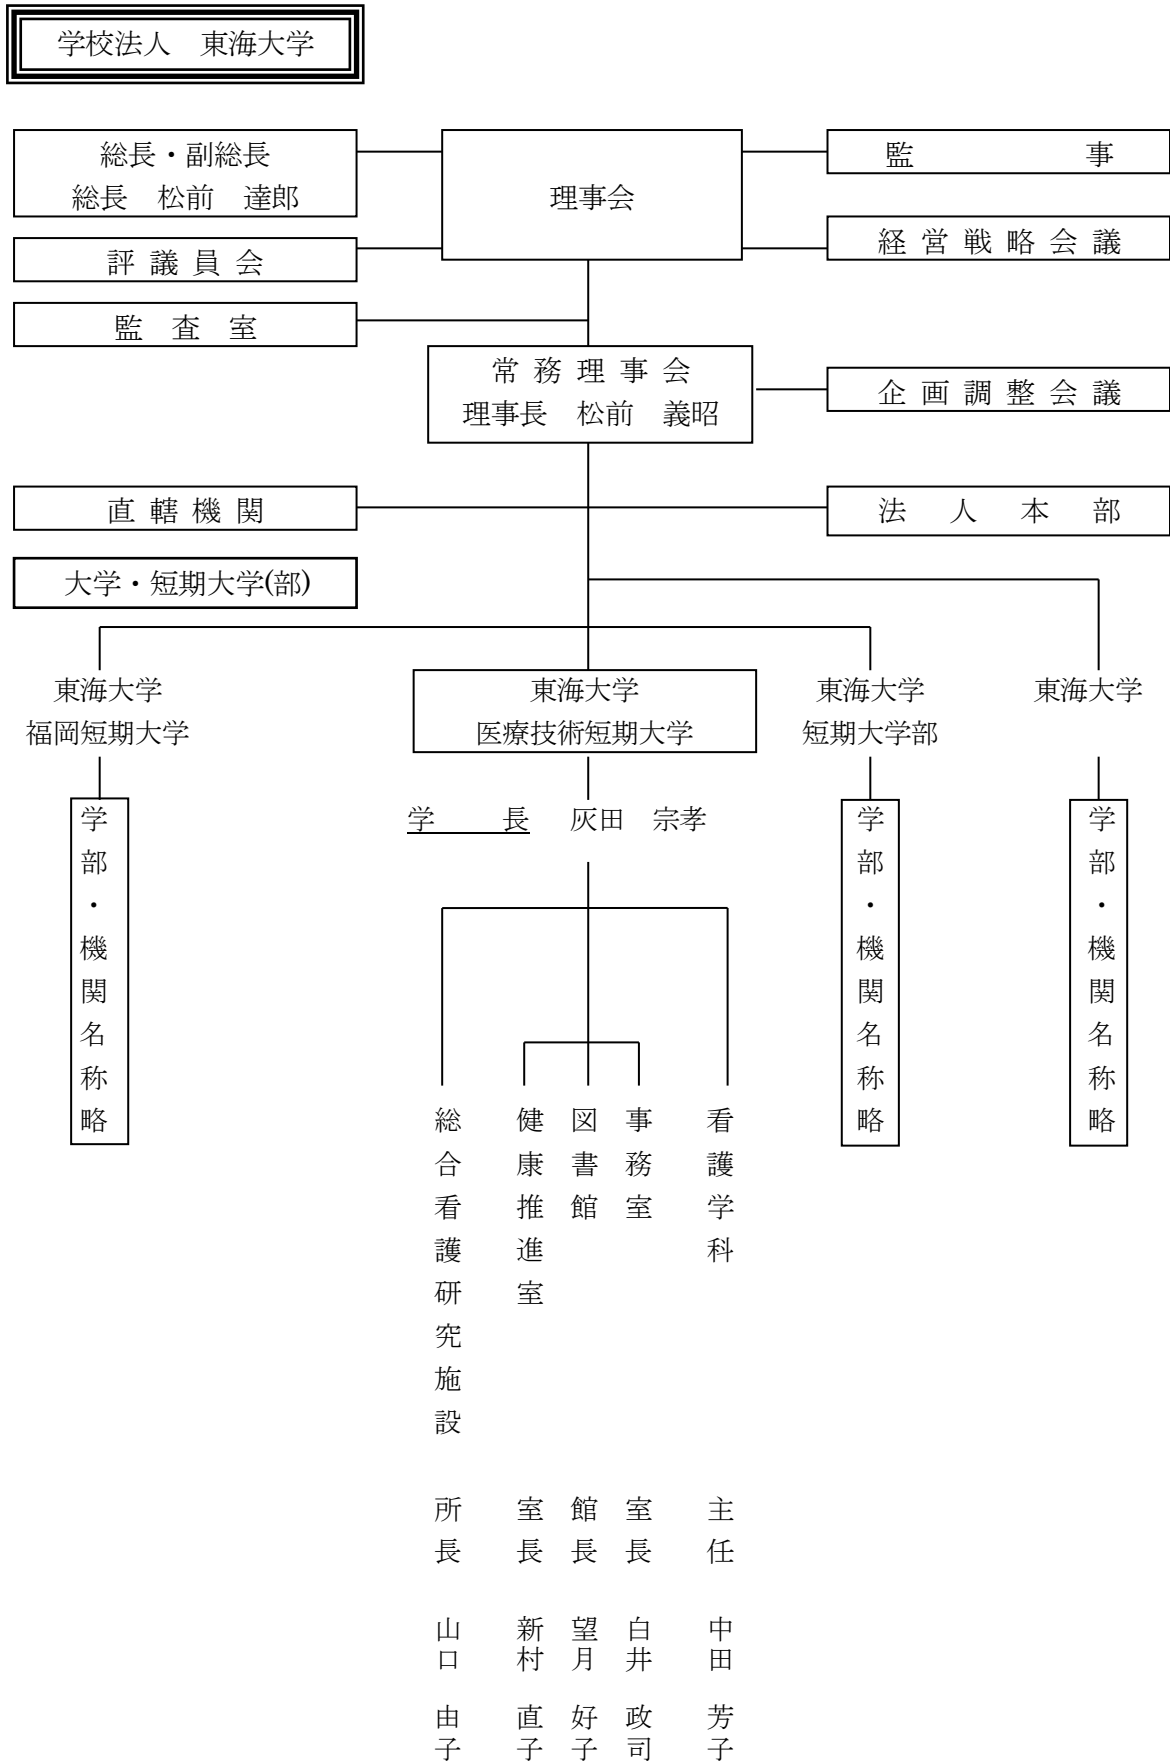 学校法人　東海大学
総長・副総長
総長　松前　達郎
理事会
監　事
評議員会
経営戦略会議
監査室
常務理事会
理事長　松前　義昭
企画調整会議
直轄機関
法人本部
大学・短期大学(部)
東海大学
福岡短期大学
東海大学
医療技術短期大学
東海大学
短期大学部
東海大学
学部・機関名称略
学　長　灰田　宗孝
学部・機関名称略
学部・機関名称略
総合看護研究施設　所長　山口　由子
健康推進室　室長　新村　直子
図書館　館長　望月　好子
事務室　室長　白井　政司
看護学科　主任　中田　芳子